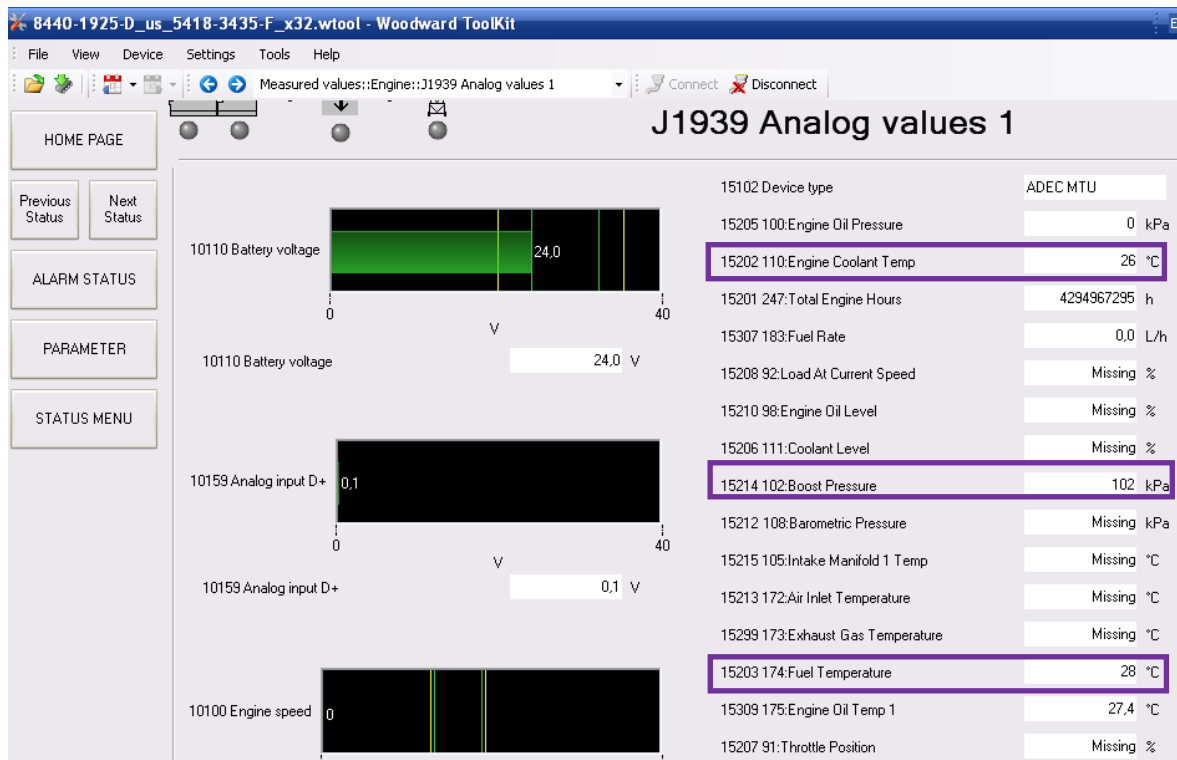 8440-1925-D_us_5418-3435-F_x32.wtool - Woodward ToolKit
File View Device Settings Tools Help
Measured values::Engine::J1939 Analog values 1 Connect Disconnect
J1939 Analog values 1
HOME PAGE
Previous Status
Next Status
ALARM STATUS
PARAMETER
STATUS MENU
10110 Battery voltage
24,0
0
40
V
10110 Battery voltage 24,0 V
10159 Analog input D+
0,1
0
40
V
10159 Analog input D+ 0,1 V
10100 Engine speed
0
15102 Device type ADEC MTU
15205 100:Engine Oil Pressure 0 kPa
15202 110:Engine Coolant Temp 26 °C
15201 247:Total Engine Hours 4294967295 h
15307 183:Fuel Rate 0,0 L/h
15208 92:Load At Current Speed Missing %
15210 98:Engine Oil Level Missing %
15206 111:Coolant Level Missing %
15214 102:Boost Pressure 102 kPa
15212 108:Barometric Pressure Missing kPa
15215 105:Intake Manifold 1 Temp Missing °C
15213 172:Air Inlet Temperature Missing °C
15299 173:Exhaust Gas Temperature Missing °C
15203 174:Fuel Temperature 28 °C
15309 175:Engine Oil Temp 1 27,4 °C
15207 91:Throttle Position Missing %